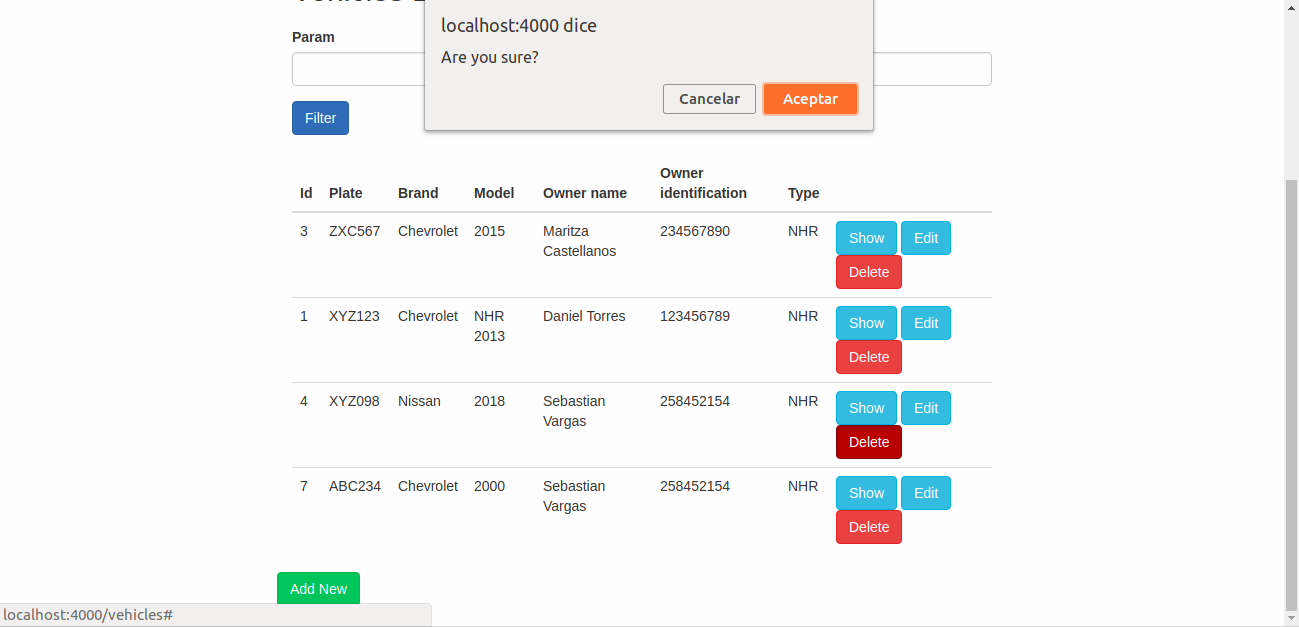 localhost:4000 dice
Are you sure?
Cancelar Aceptar
Param
Filter
Id Plate Brand Model Owner name Owner identification Type
3 ZXC567 Chevrolet 2015 Maritza Castellanos 234567890 NHR Show Edit
Delete
1 XYZ123 Chevrolet NHR 2013 Daniel Torres 123456789 NHR Show Edit
Delete
4 XYZ098 Nissan 2018 Sebastian Vargas 258452154 NHR Show Edit
Delete
7 ABC234 Chevrolet 2000 Sebastian Vargas 258452154 NHR Show Edit
Delete
Add New
localhost:4000/vehicles#